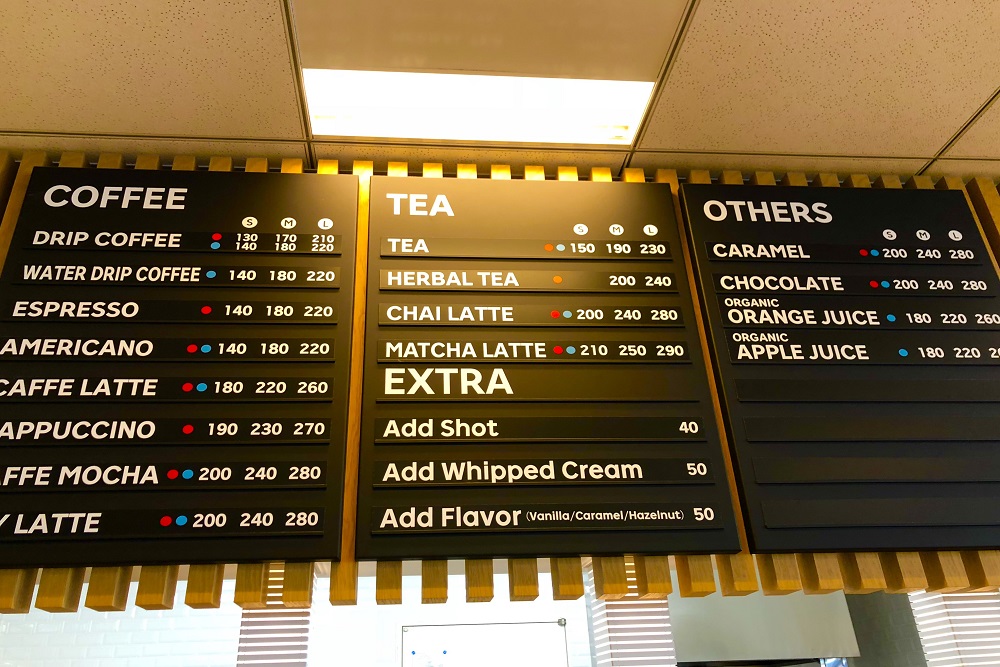 COFFEE
S M L
DRIP COFFEE 130 170 210
140 180 220
WATER DRIP COFFEE 140 180 220
ESPRESSO 140 180 220
AMERICANO 140 180 220
CAFFE LATTE 180 220 260
APPUCCINO 190 230 270
FFE MOCHA 200 240 280
LATTE 200 240 280
TEA
S M L
TEA 150 190 230
HERBAL TEA 200 240
CHAI LATTE 200 240 280
MATCHA LATTE 210 250 290
EXTRA
Add Shot 40
Add Whipped Cream 50
Add Flavor (Vanilla/Caramel/Hazelnut) 50
OTHERS
S M L
CARAMEL 200 240 280
CHOCOLATE 200 240 280
ORGANIC
ORANGE JUICE 180 220 260
ORGANIC
APPLE JUICE 180 220